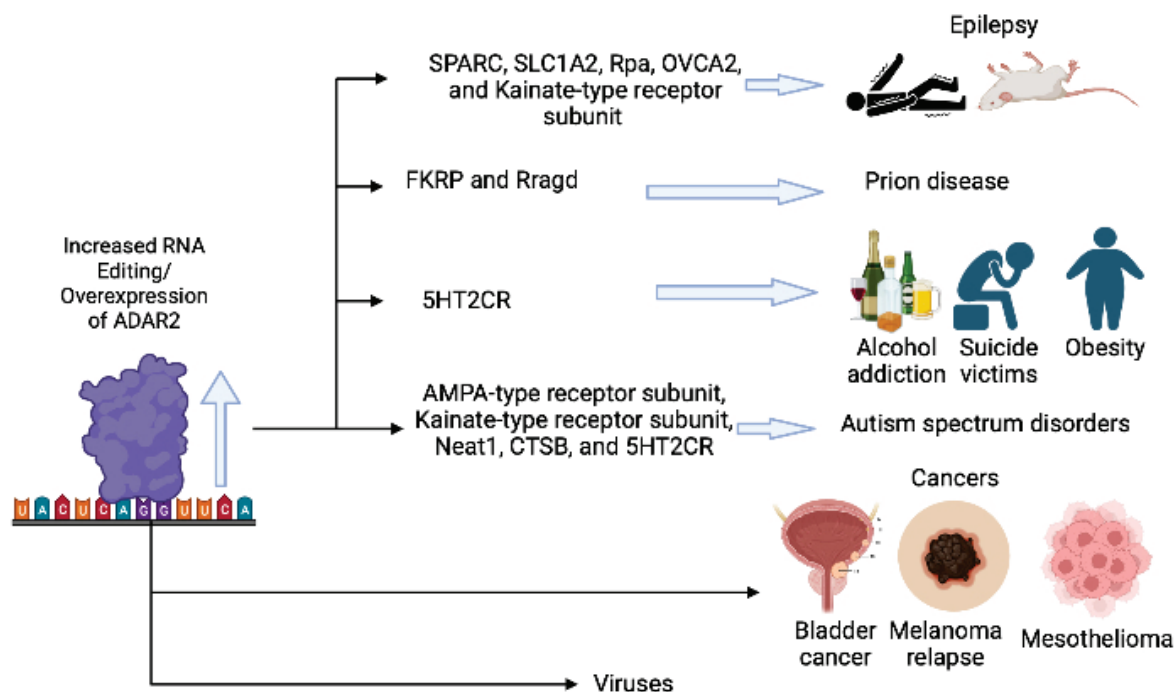 Epilepsy
SPARC, SLC1A2, Rpa, OVCA2,
and Kainate-type receptor
subunit
FKRP and Rragd
Prion disease
Increased RNA
Editing/
Overexpression
of ADAR2
5HT2CR
Alcohol
addiction
Suicide
victims
Obesity
AMPA-type receptor subunit,
Kainate-type receptor subunit,
Neat1, CTSB, and 5HT2CR
Autism spectrum disorders
U A C U C A G G U U C A
Cancers
Bladder
cancer
Melanoma
relapse
Mesothelioma
Viruses